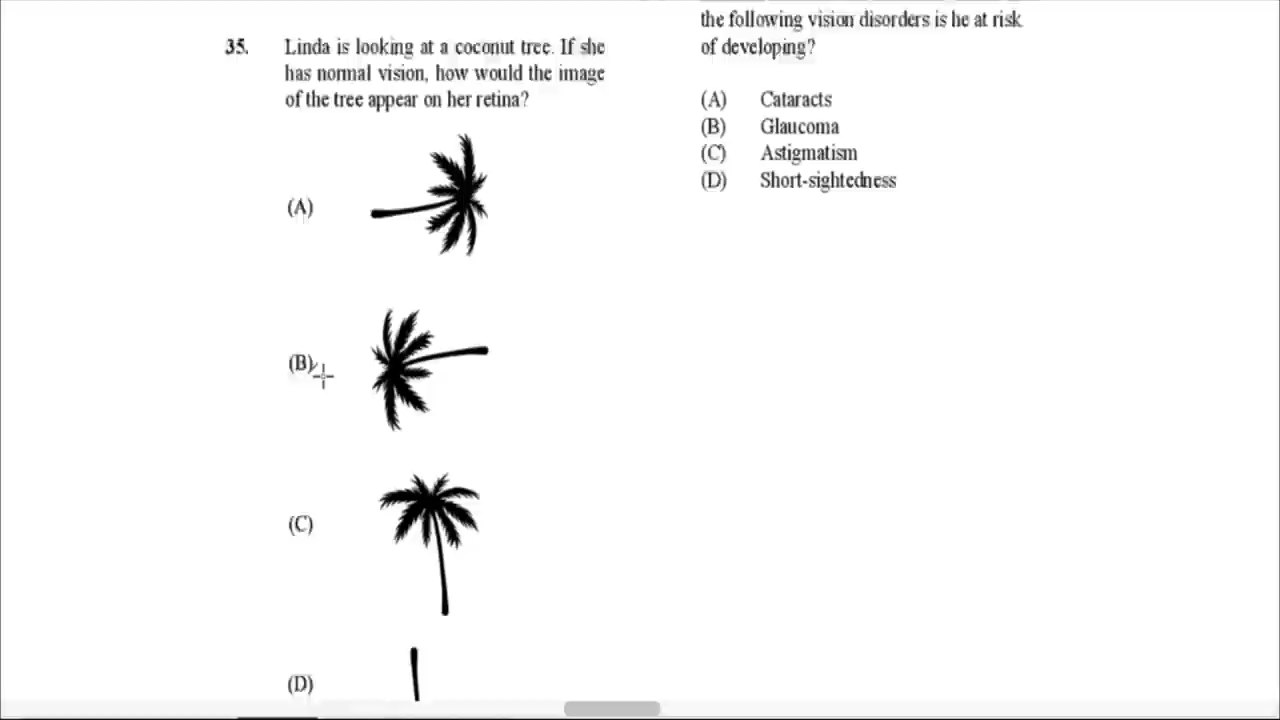 35. Linda is looking at a coconut tree. If she
has normal vision, how would the image
of the tree appear on her retina?
(A)
(B)
(C)
(D)
the following vision disorders is he at risk
of developing?
(A) Cataracts
(B) Glaucoma
(C) Astigmatism
(D) Short-sightedness